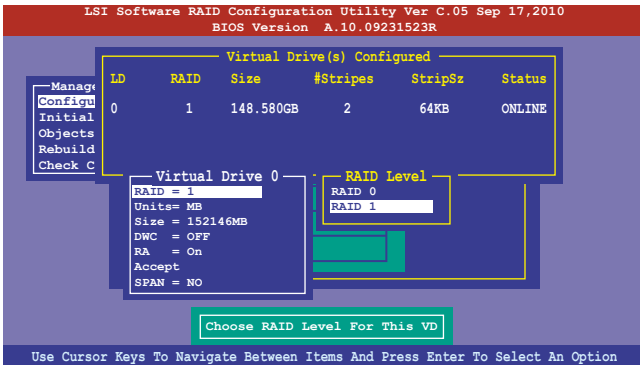 LSI Software RAID Configuration Utility Ver C.05 Sep 17,2010
BIOS Version A.10.09231523R
Virtual Drive(s) Configured
LD RAID Size #Stripes StripSz Status
0 1 148.580GB 2 64KB ONLINE
Manage
Configu
Initial
Objects
Rebuild
Check C
Virtual Drive 0
RAID = 1
Units= MB
Size = 152146MB
DWC = OFF
RA = On
Accept
SPAN = NO
RAID Level
RAID 0
RAID 1
Choose RAID Level For This VD
Use Cursor Keys To Navigate Between Items And Press Enter To Select An Option